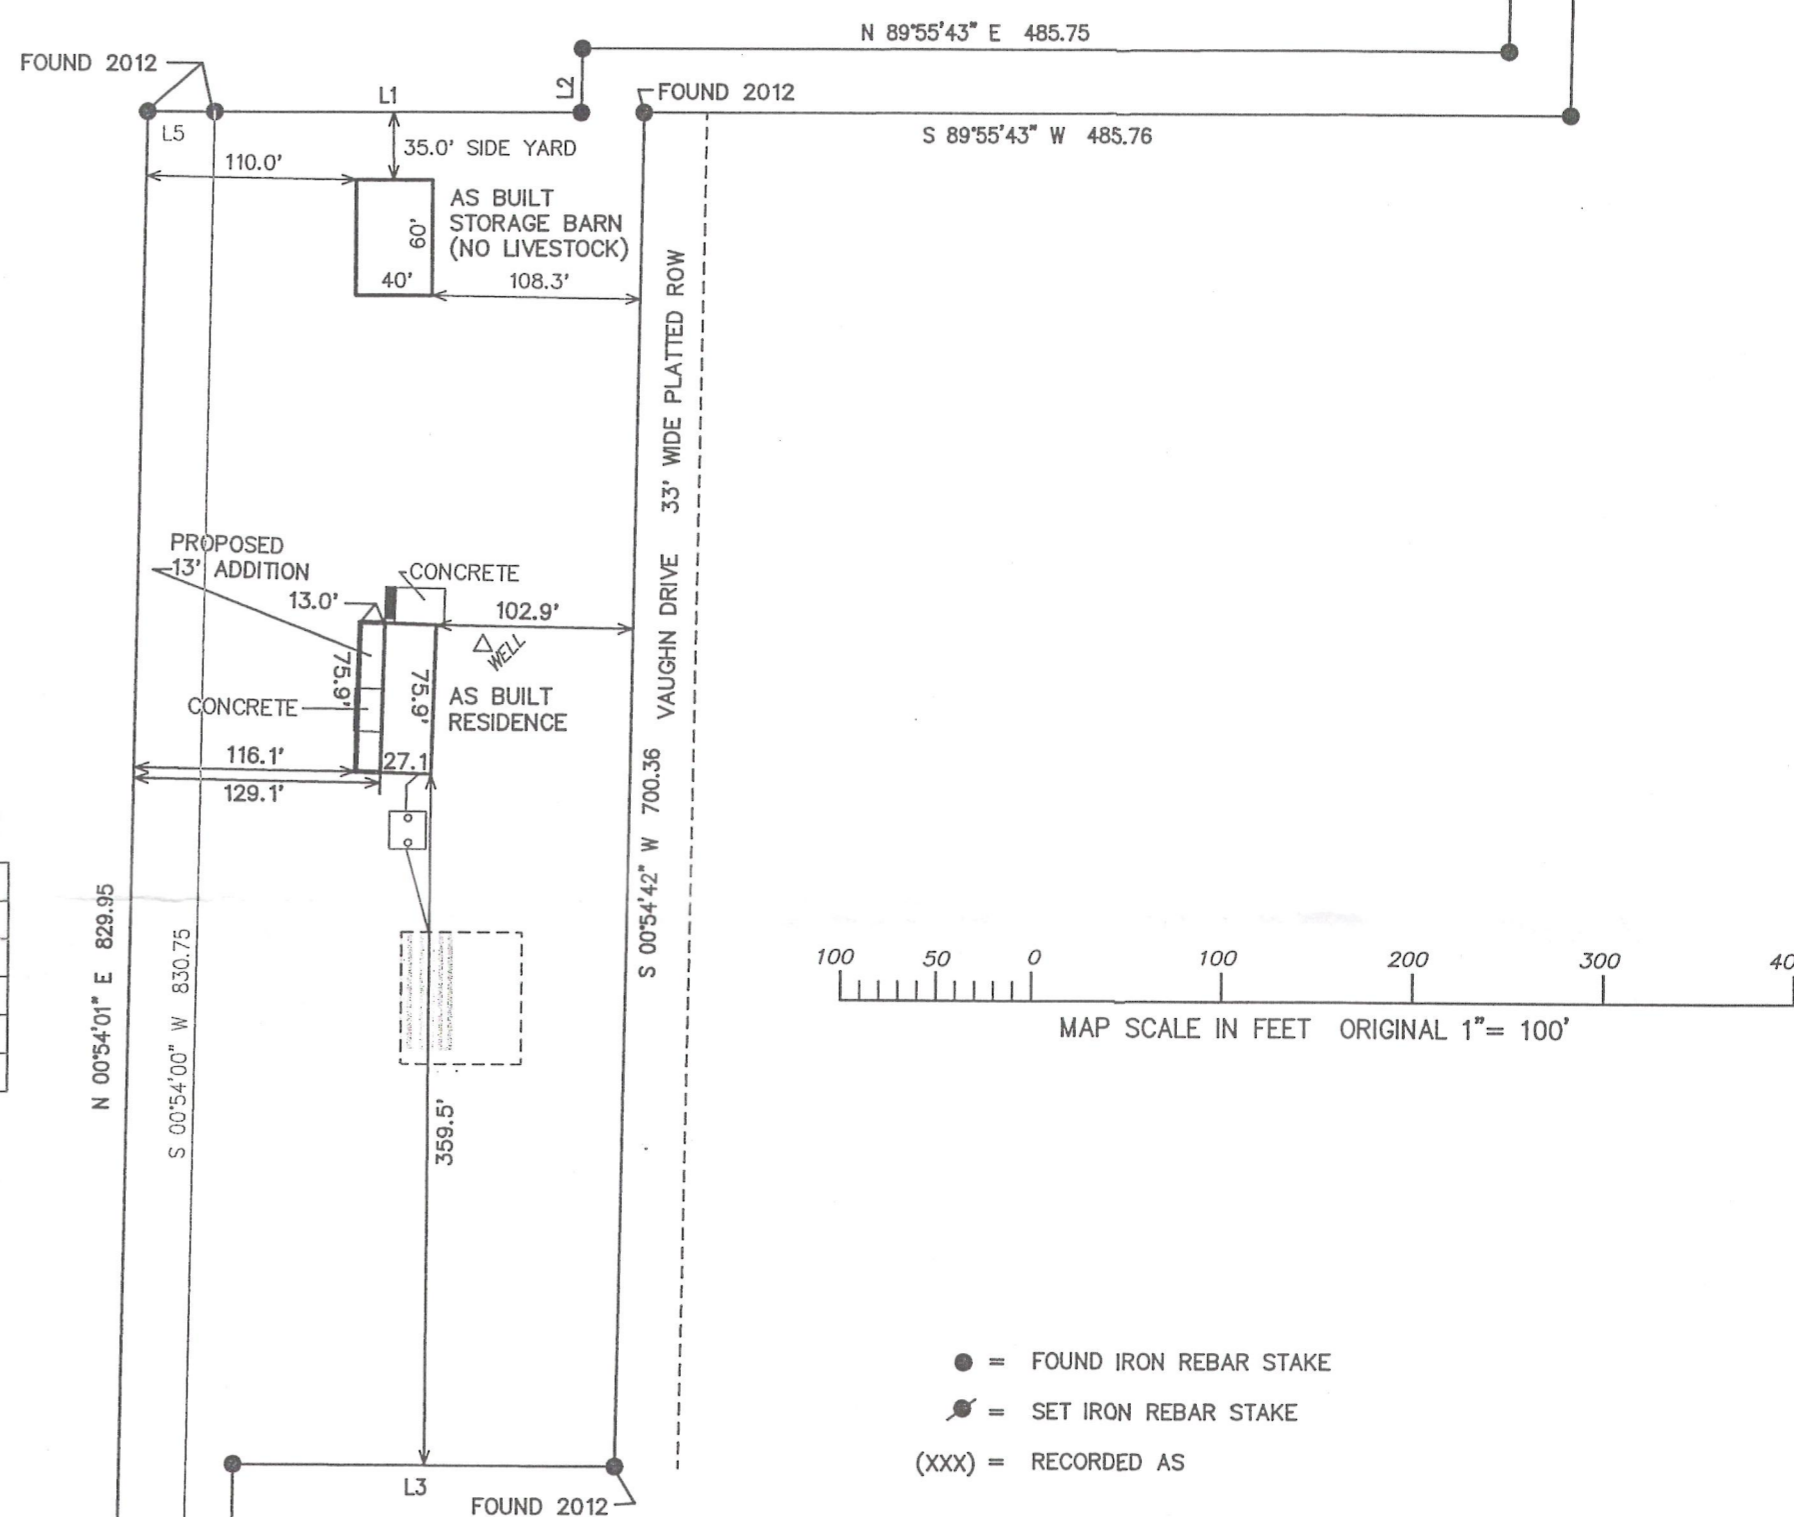 N 89°55'43" E 485.75
FOUND 2012
L1
L2
FOUND 2012
S 89°55'43" W 485.76
L5
35.0' SIDE YARD
110.0'
AS BUILT
STORAGE BARN
(NO LIVESTOCK)
60'
40'
108.3'
VAUGHN DRIVE 33' WIDE PLATTED ROW
PROPOSED
13' ADDITION
CONCRETE
13.0'
102.9'
WELL
75.9'
75.9'
AS BUILT
RESIDENCE
CONCRETE
116.1'
27.1
129.1'
S 00°54'42" W 700.36
N 00°54'01" E 829.95
S 00°54'00" W 830.75
100 50 0 100 200 300 40
MAP SCALE IN FEET ORIGINAL 1"= 100'
359.5'
= FOUND IRON REBAR STAKE
= SET IRON REBAR STAKE
(XXX) = RECORDED AS
L3
FOUND 2012